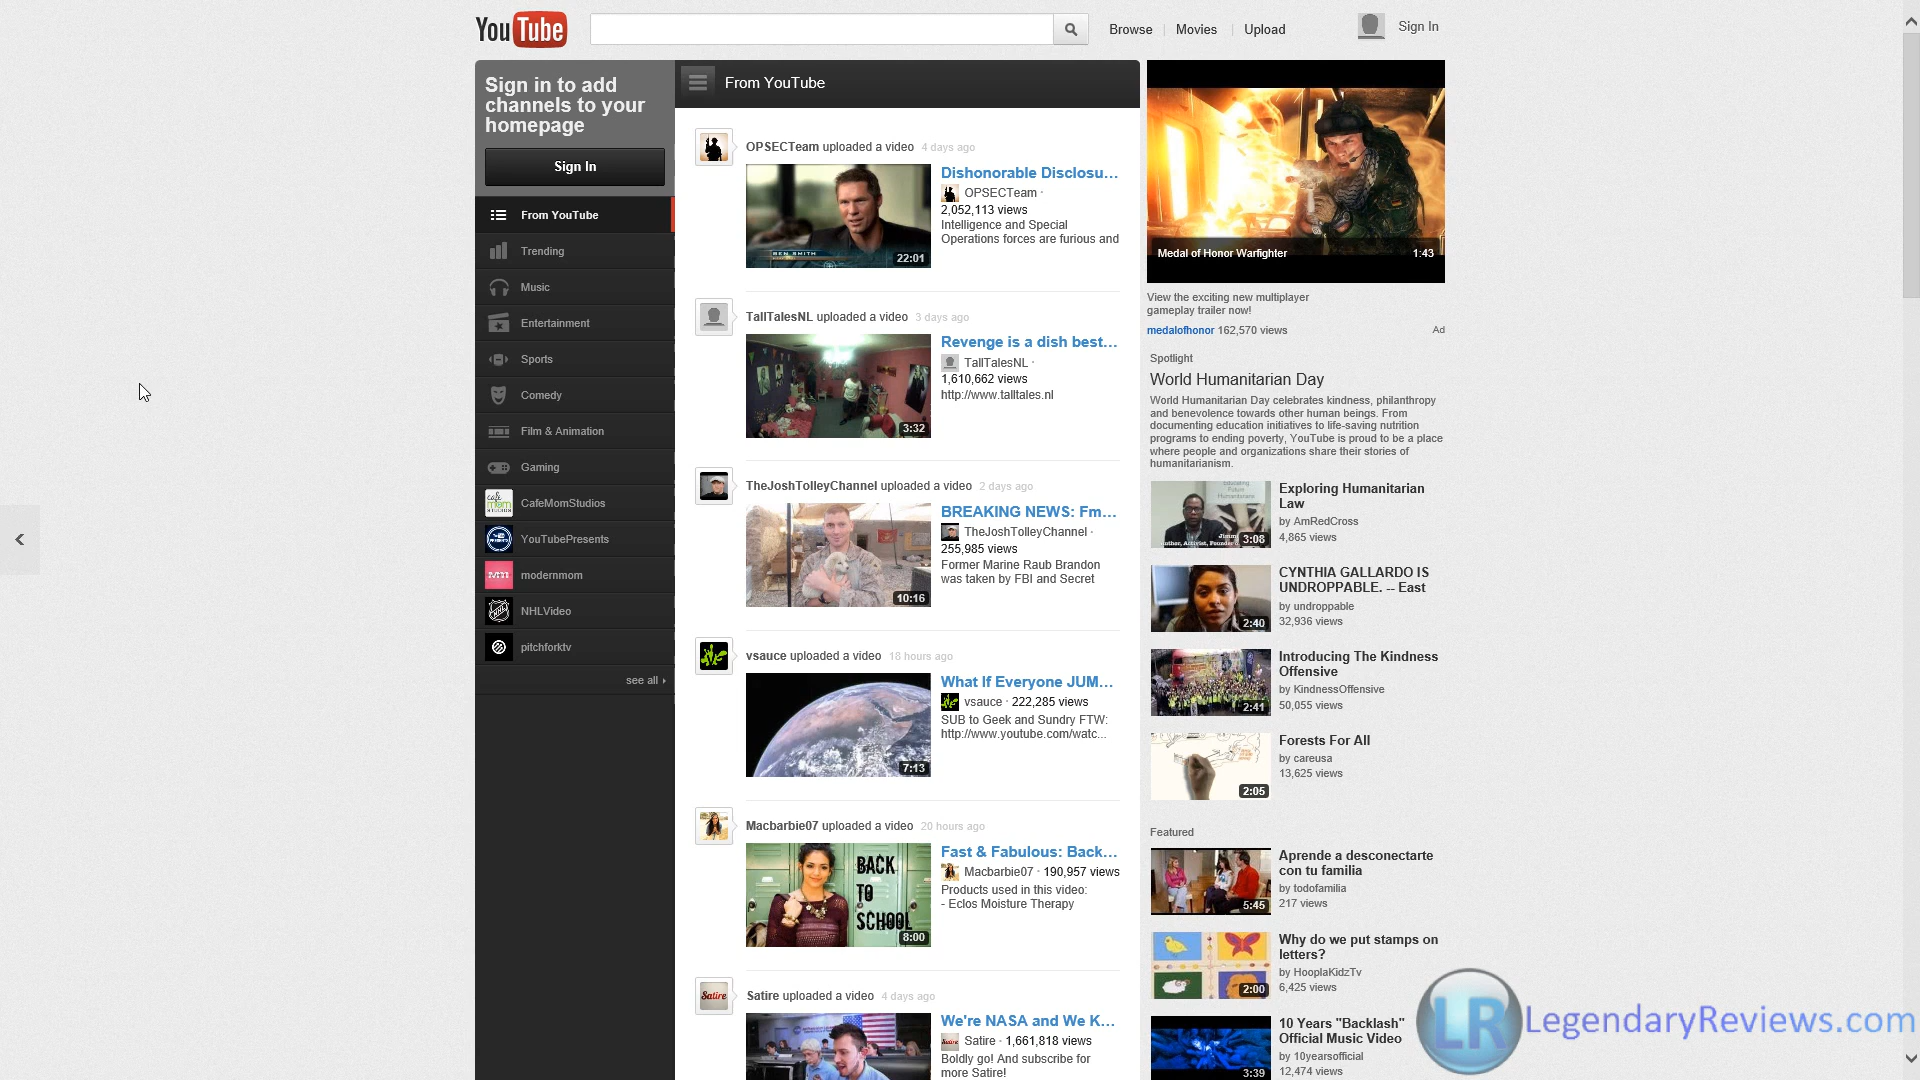 YouTube
Browse
Movies
Upload
Sign In
Sign in to add
channels to your
homepage
Sign In
From YouTube
Trending
Music
Entertainment
Sports
Comedy
Film & Animation
Gaming
CafeMomStudios
YouTubePresents
modernmom
NHLVideo
pitchforktv
see all
From YouTube
OPSECTeam uploaded a video 4 days ago
BEN SMITH
22:01
Dishonorable Disclosu...
OPSECTeam ·
2,052,113 views
Intelligence and Special
Operations forces are furious and
TallTalesNL uploaded a video 3 days ago
3:32
Revenge is a dish best...
TallTalesNL ·
1,610,662 views
http://www.talltales.nl
TheJoshTolleyChannel uploaded a video 2 days ago
10:16
BREAKING NEWS: Fm...
TheJoshTolleyChannel ·
255,985 views
Former Marine Raub Brandon
was taken by FBI and Secret
vsauce uploaded a video 18 hours ago
7:13
What If Everyone JUM...
vsauce · 222,285 views
SUB to Geek and Sundry FTW:
http://www.youtube.com/watc...
Macbarbie07 uploaded a video 20 hours ago
BACK
TO
SCHOOL
8:00
Fast & Fabulous: Back...
Macbarbie07 · 190,957 views
Products used in this video:
- Eclos Moisture Therapy
Satire
Satire uploaded a video 4 days ago
We're NASA and We K...
Satire · 1,661,818 views
Boldly go! And subscribe for
more Satire!
Medal of Honor Warfighter 1:43
View the exciting new multiplayer
gameplay trailer now!
medalofhonor 162,570 views
Ad
Spotlight
World Humanitarian Day
World Humanitarian Day celebrates kindness, philanthropy
and benevolence towards other human beings. From
documenting education initiatives to life-saving nutrition
programs to ending poverty, YouTube is proud to be a place
where people and organizations share their stories of
humanitarianism.
3:08
Exploring Humanitarian
Law
by AmRedCross
4,865 views
2:40
CYNTHIA GALLARDO IS
UNDROPPABLE. -- East
by undroppable
32,936 views
2:41
Introducing The Kindness
Offensive
by KindnessOffensive
50,055 views
2:05
Forests For All
by careusa
13,625 views
Featured
5:45
Aprende a desconectarte
con tu familia
by todofamilia
217 views
2:00
Why do we put stamps on
letters?
by HooplaKidzTv
6,425 views
3:39
10 Years "Backlash"
Official Music Video
by 10yearsofficial
12,474 views
LR LegendaryReviews.com